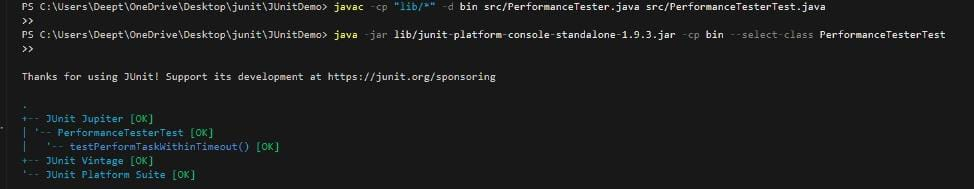 PS C:\Users\Deept\OneDrive\Desktop\junit\JUnitDemo> javac -cp "lib/*" -d bin src/PerformanceTester.java src/PerformanceTesterTest.java
>>
PS C:\Users\Deept\OneDrive\Desktop\junit\JUnitDemo> java -jar lib/junit-platform-console-standalone-1.9.3.jar -cp bin --select-class PerformanceTesterTest
>>
Thanks for using JUnit! Support its development at https://junit.org/sponsoring
.
+-- JUnit Jupiter [OK]
| '-- PerformanceTesterTest [OK]
|   '-- testPerformTaskWithinTimeout() [OK]
+-- JUnit Vintage [OK]
'-- JUnit Platform Suite [OK]